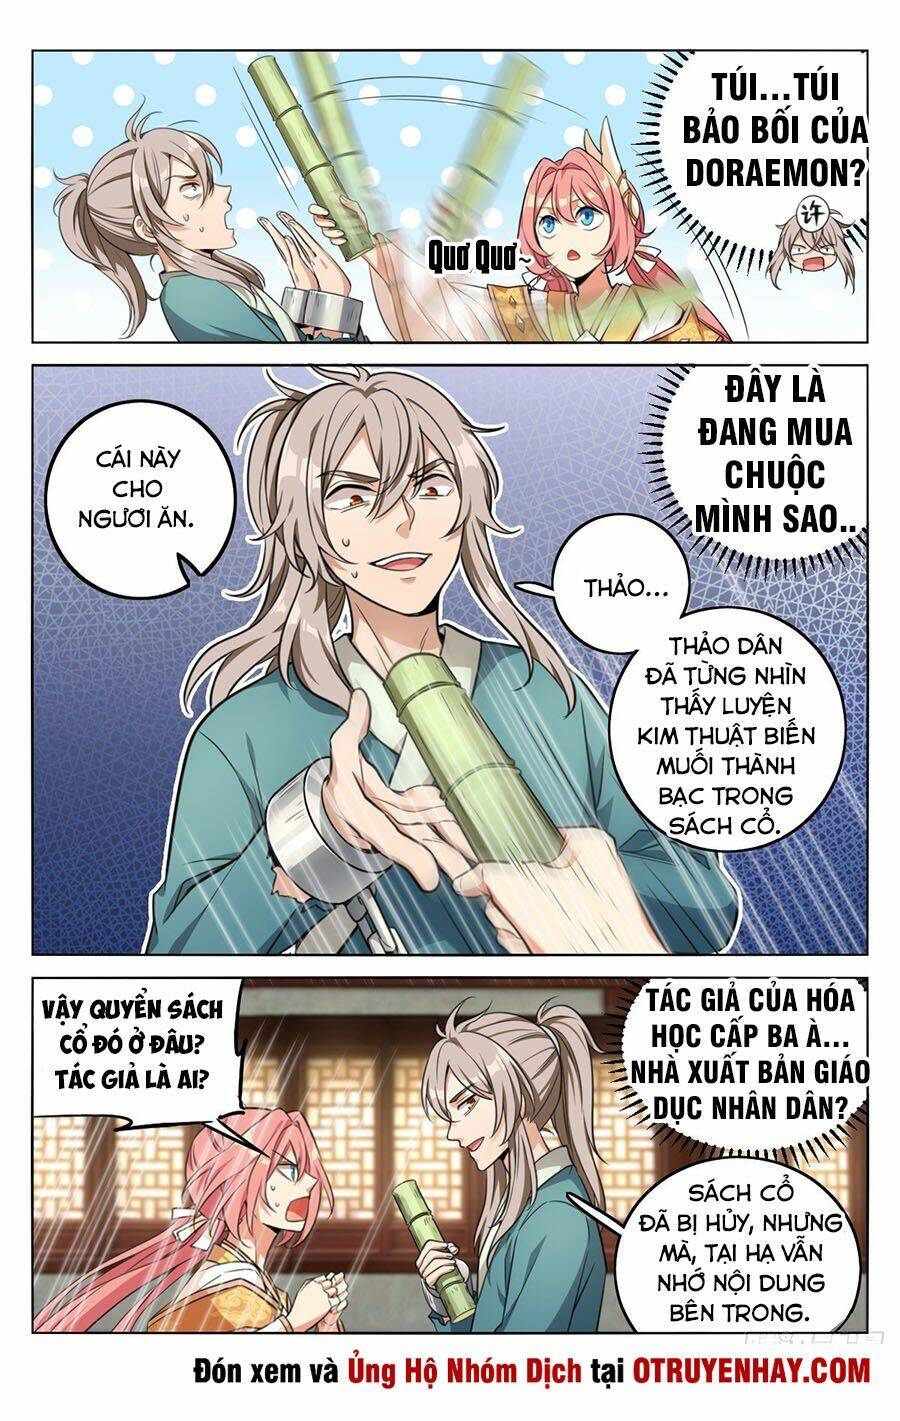 TÚI...TÚI
BẢO BỐI CỦA
DORAEMON?
许
QUƠ QUƠ~
ĐÂY LÀ
ĐANG MUA
CHUỘC
MÌNH SAO..
CÁI NÀY
CHO
NGƯƠI ĂN.
THẢO...
THẢO DÂN
ĐÃ TỪNG NHÌN
THẤY LUYỆN
KIM THUẬT BIẾN
MUỐI THÀNH
BẠC TRONG
SÁCH CỔ.
VẬY QUYỂN SÁCH
CỔ ĐÓ Ở ĐÂU?
TÁC GIẢ LÀ AI?
TÁC GIẢ CỦA HÓA
HỌC CẤP BA À...
NHÀ XUẤT BẢN GIÁO
DỤC NHÂN DÂN?
SÁCH CỔ
ĐÃ BỊ HỦY, NHƯNG
MÀ, TẠI HẠ VẪN
NHỚ NỘI DUNG
BÊN TRONG.
Đón xem và Ủng Hộ Nhóm Dịch tại OTRUYENHAY.COM